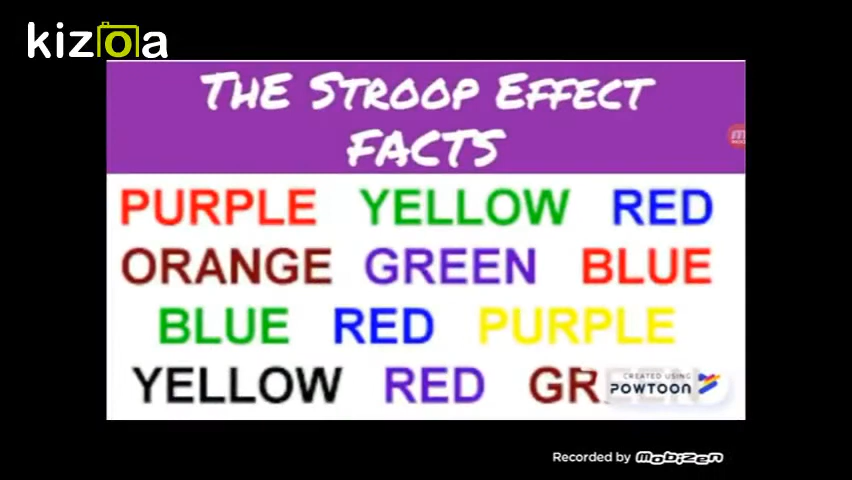 kizoa
THE STROOP EFFECT
FACTS
PURPLE YELLOW RED
ORANGE GREEN BLUE
BLUE RED PURPLE
YELLOW RED GREEN
CREATED USING
POWTOON
Recorded by Mobizen